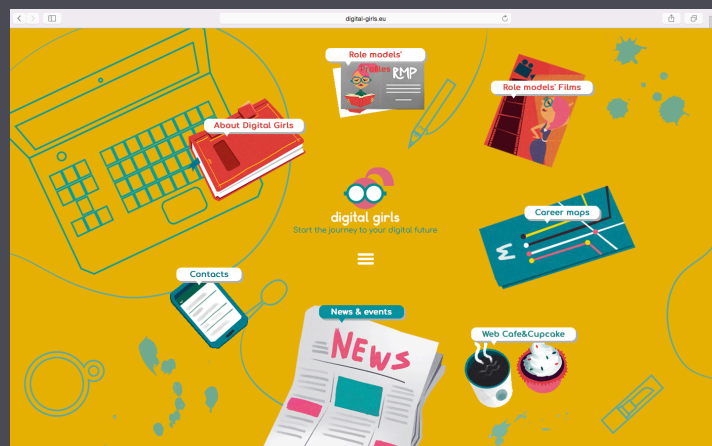 digital-girls.eu
Role models'
Profiles RMP
Role models' Films
About Digital Girls
digital girls
Start the journey to your digital future
Career maps
Contacts
News & events
NEWS
Web Cafe&Cupcake